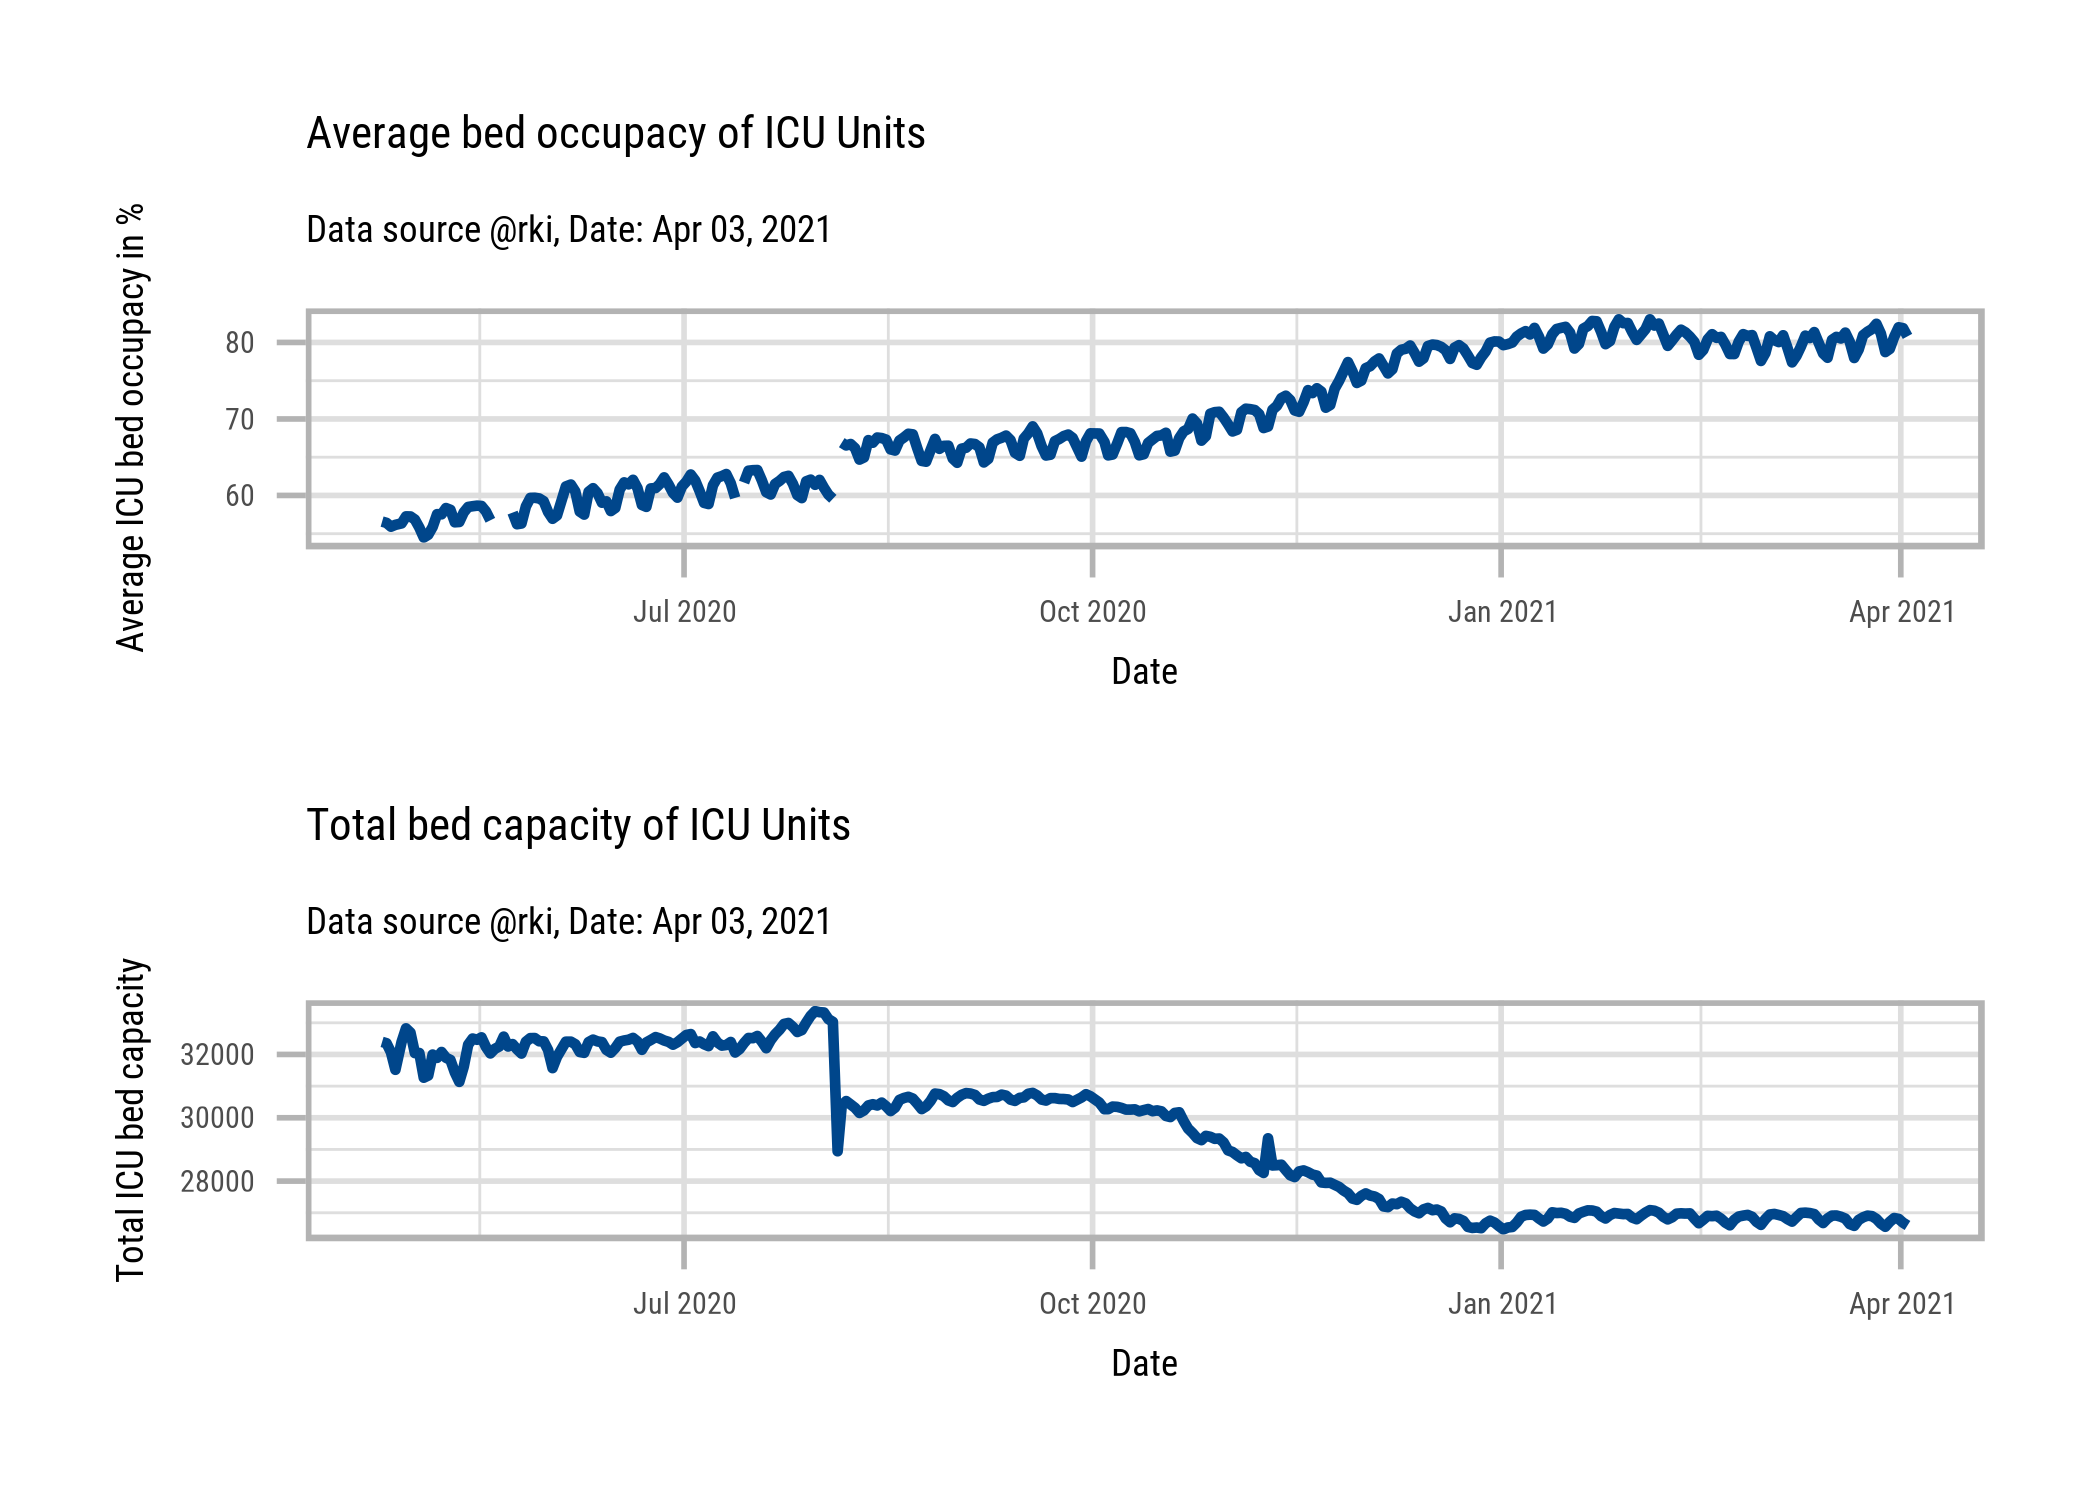 Average bed occupacy of ICU Units
Data source @rki, Date: Apr 03, 2021
Average ICU bed occupacy in %
80
70
60
Jul 2020
Oct 2020
Jan 2021
Apr 2021
Date
Total bed capacity of ICU Units
Data source @rki, Date: Apr 03, 2021
Total ICU bed capacity
32000
30000
28000
Jul 2020
Oct 2020
Jan 2021
Apr 2021
Date